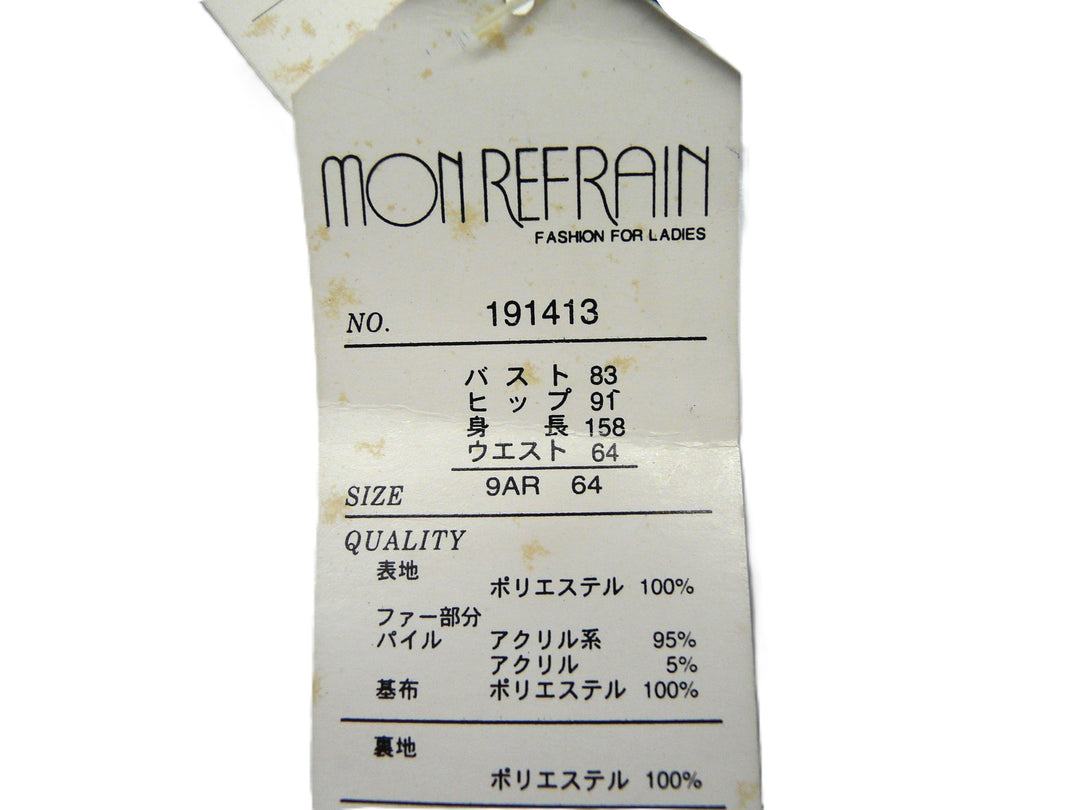 MON REFRAIN
FASHION FOR LADIES
NO. 191413
バスト 83
ヒップ 91
身長 158
ウエスト 64
SIZE 9AR 64
QUALITY
表地
ポリエステル 100%
ファー部分
パイル アクリル系 95%
アクリル 5%
基布 ポリエステル 100%
裏地
ポリエステル 100%